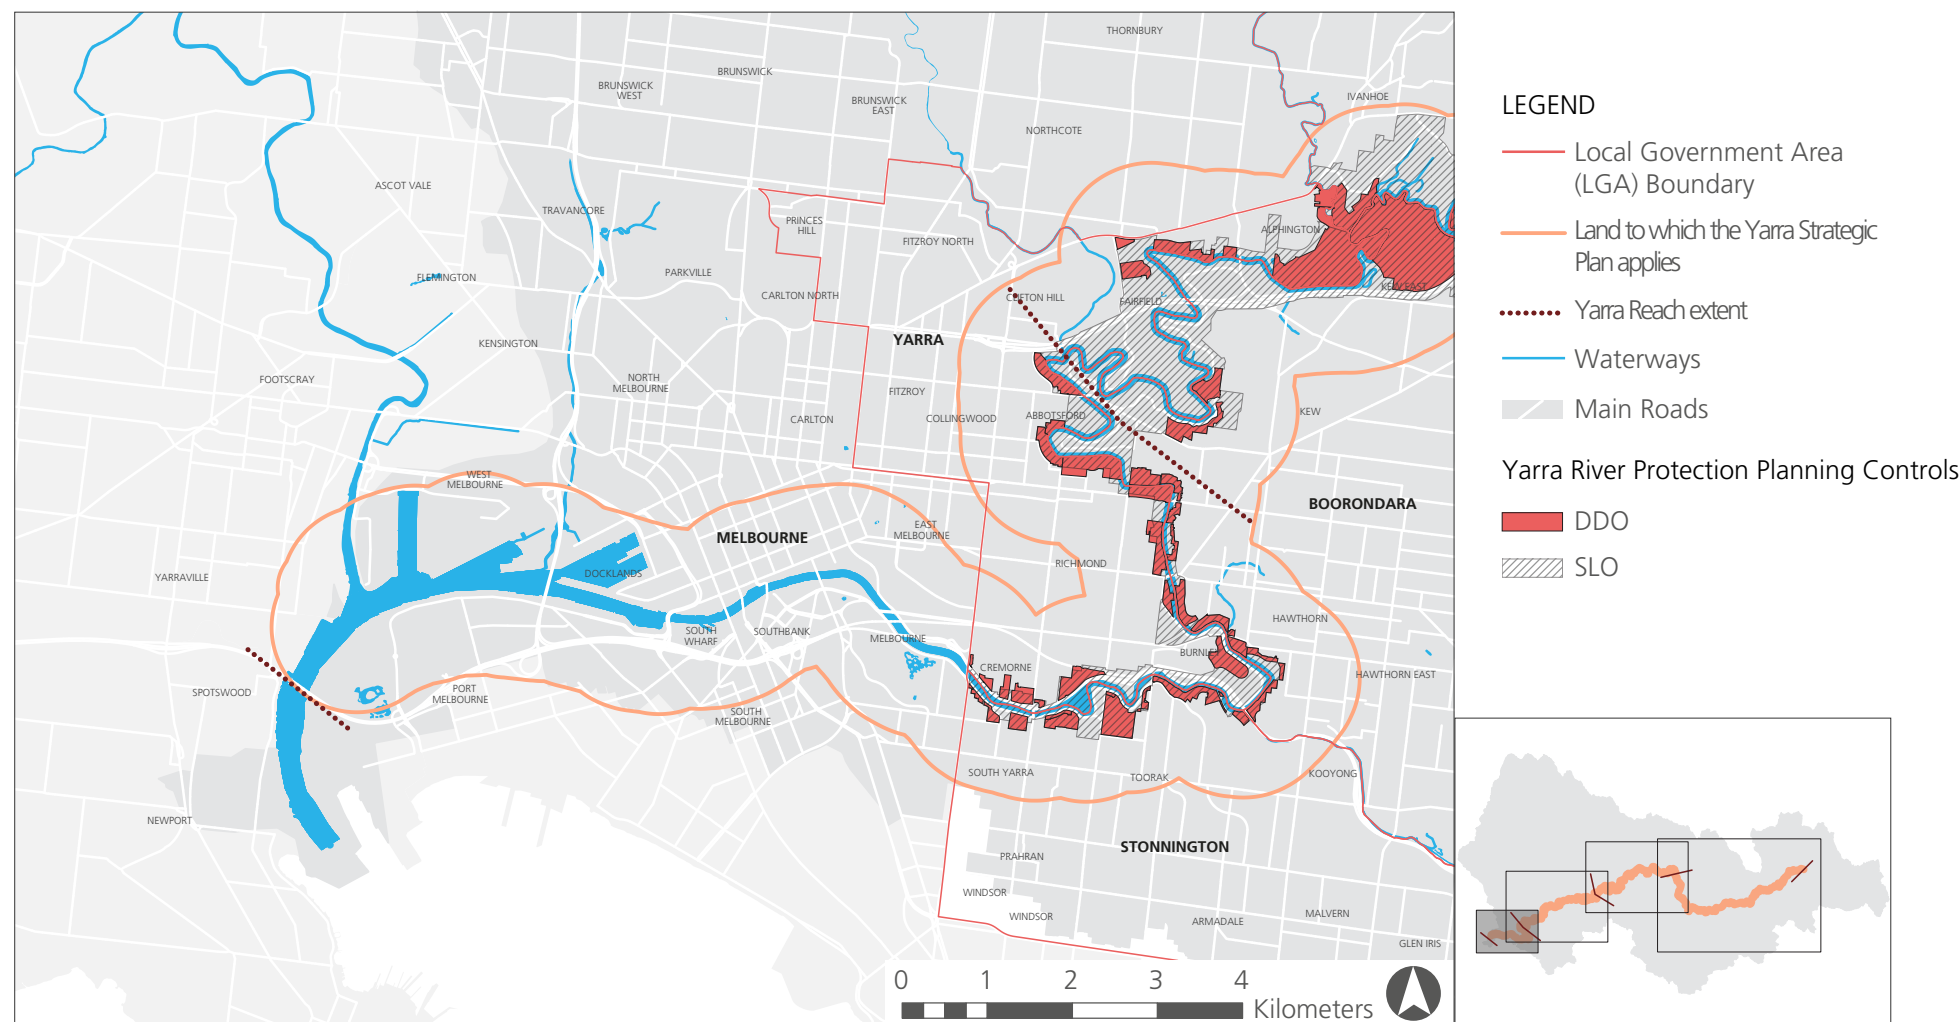 THORNBURY
BRUNSWICK
BRUNSWICK
WEST
BRUNSWICK
EAST
IVANHOE
NORTHCOTE
ASCOT VALE
TRAVANCORE
PRINCES
HILL
FITZROY NORTH
ALPHINGTON
PARKVILLE
FLEMINGTON
CARLTON NORTH
CLIFTON HILL
FAIRFIELD
KEW EAST
KENSINGTON
YARRA
FOOTSCRAY
NORTH
MELBOURNE
FITZROY
CARLTON
COLLINGWOOD
ABBOTSFORD
KEW
WEST
MELBOURNE
BOORONDARA
EAST
MELBOURNE
MELBOURNE
RICHMOND
YARRAVILLE
DOCKLANDS
HAWTHORN
SOUTH
WHARF
SOUTHBANK
MELBOURNE
BURNLEY
CREMORNE
HAWTHORN EAST
SPOTSWOOD
PORT
MELBOURNE
SOUTH
MELBOURNE
SOUTH YARRA
TOORAK
KOOYONG
NEWPORT
STONNINGTON
PRAHRAN
WINDSOR
WINDSOR
ARMADALE
MALVERN
GLEN IRIS
0 1 2 3 4
Kilometers
LEGEND
Local Government Area
(LGA) Boundary
Land to which the Yarra Strategic
Plan applies
Yarra Reach extent
Waterways
Main Roads
Yarra River Protection Planning Controls
DDO
SLO